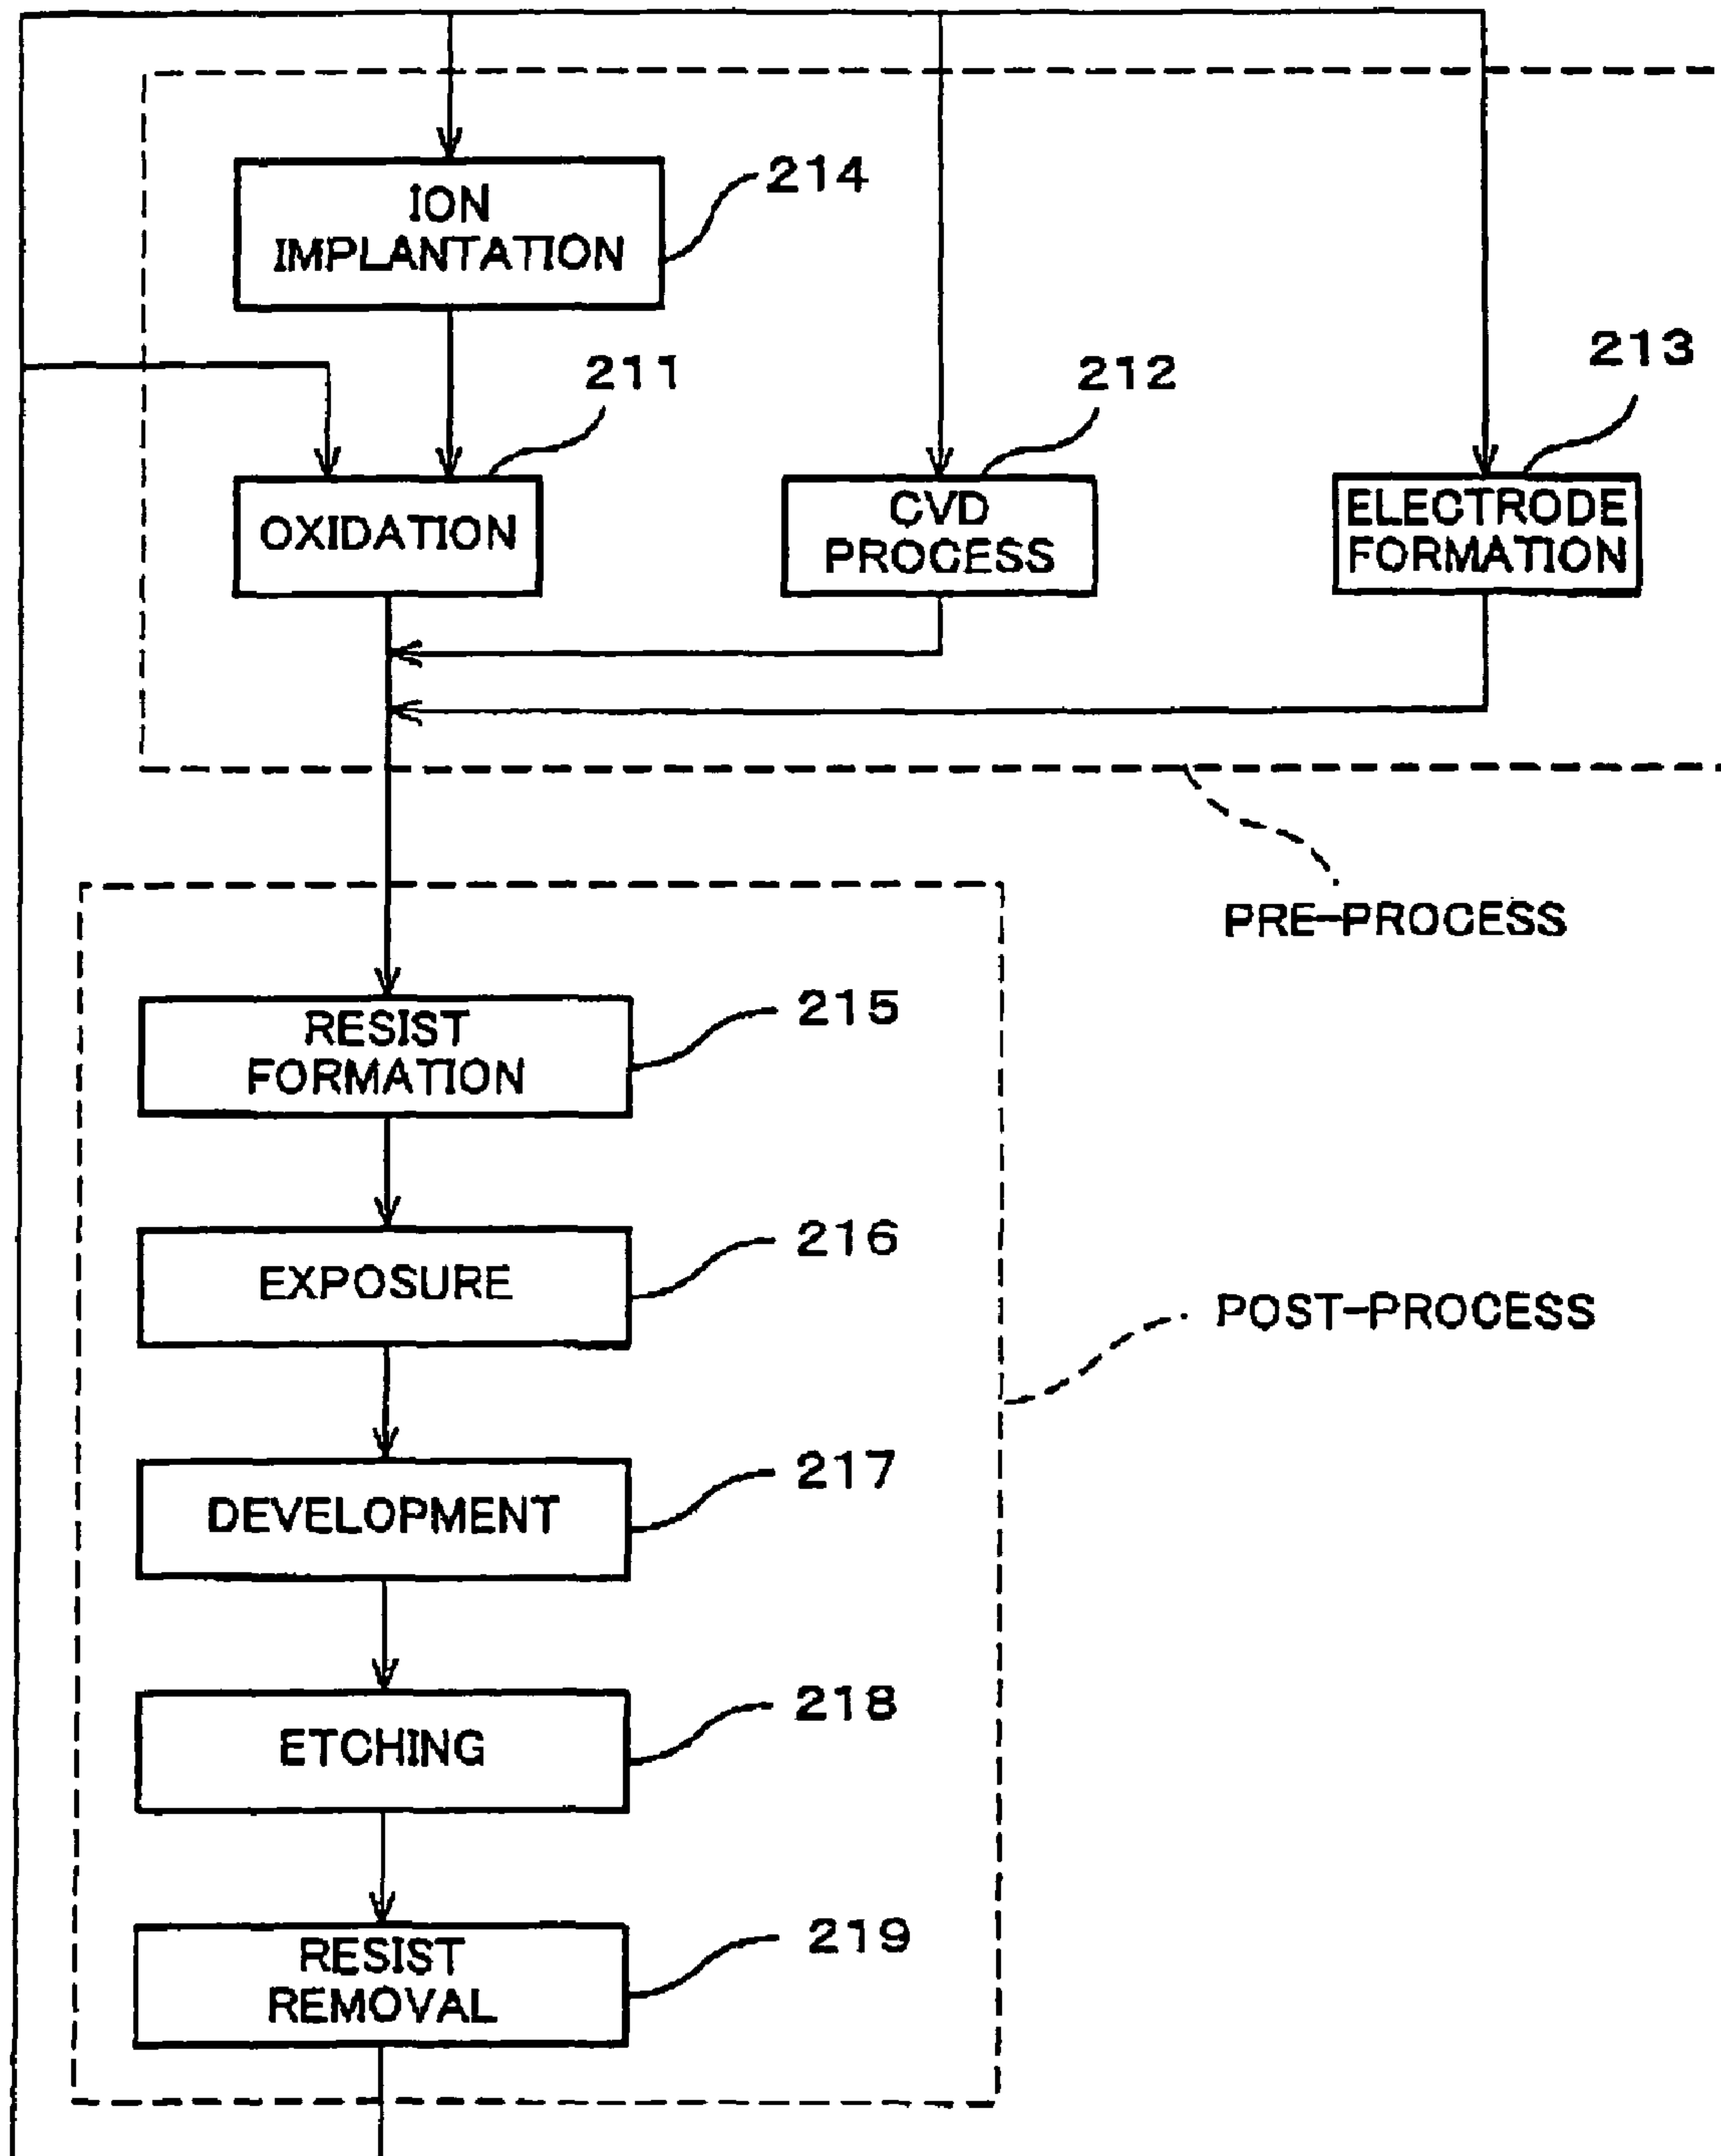 ION
IMPLANTATION
214
211
212
213
OXIDATION
CVD
PROCESS
ELECTRODE
FORMATION
PRE-PROCESS
RESIST
FORMATION
215
EXPOSURE
216
POST-PROCESS
DEVELOPMENT
217
ETCHING
218
RESIST
REMOVAL
219